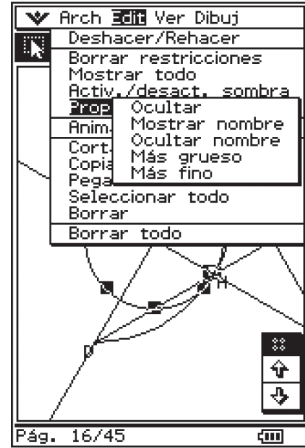 Arch Edit Ver Dibuj
Deshacer/Rehacer
Borrar restricciones
Mostrar todo
Activ./desact. sombra
Prop
Ocultar
Mostrar nombre
Ocultar nombre
Más grueso
Más fino
Anim
Cort
Copia
Pega
Seleccionar todo
Borrar
Borrar todo
H
D
Pág. 16/45